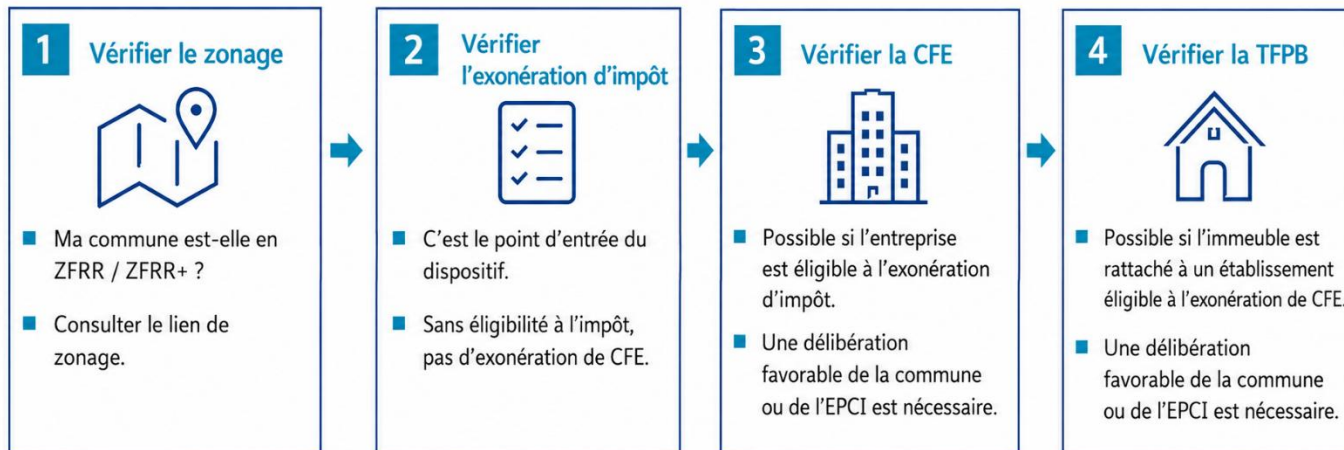 1
Vérifier le zonage
Ma commune est-elle en
ZFRR / ZFRR+ ?
Consulter le lien de
zonage.
2
Vérifier
l'exonération d'impôt
C'est le point d'entrée du
dispositif.
Sans éligibilité à l'impôt,
pas d'exonération de CFE.
3
Vérifier la CFE
Possible si l'entreprise
est éligible à l'exonération
d'impôt.
Une délibération
favorable de la commune
ou de l'EPCI est nécessaire.
4
Vérifier la TFPB
Possible si l'immeuble est
rattaché à un établissement
éligible à l'exonération de CFE.
Une délibération
favorable de la commune
ou de l'EPCI est nécessaire.